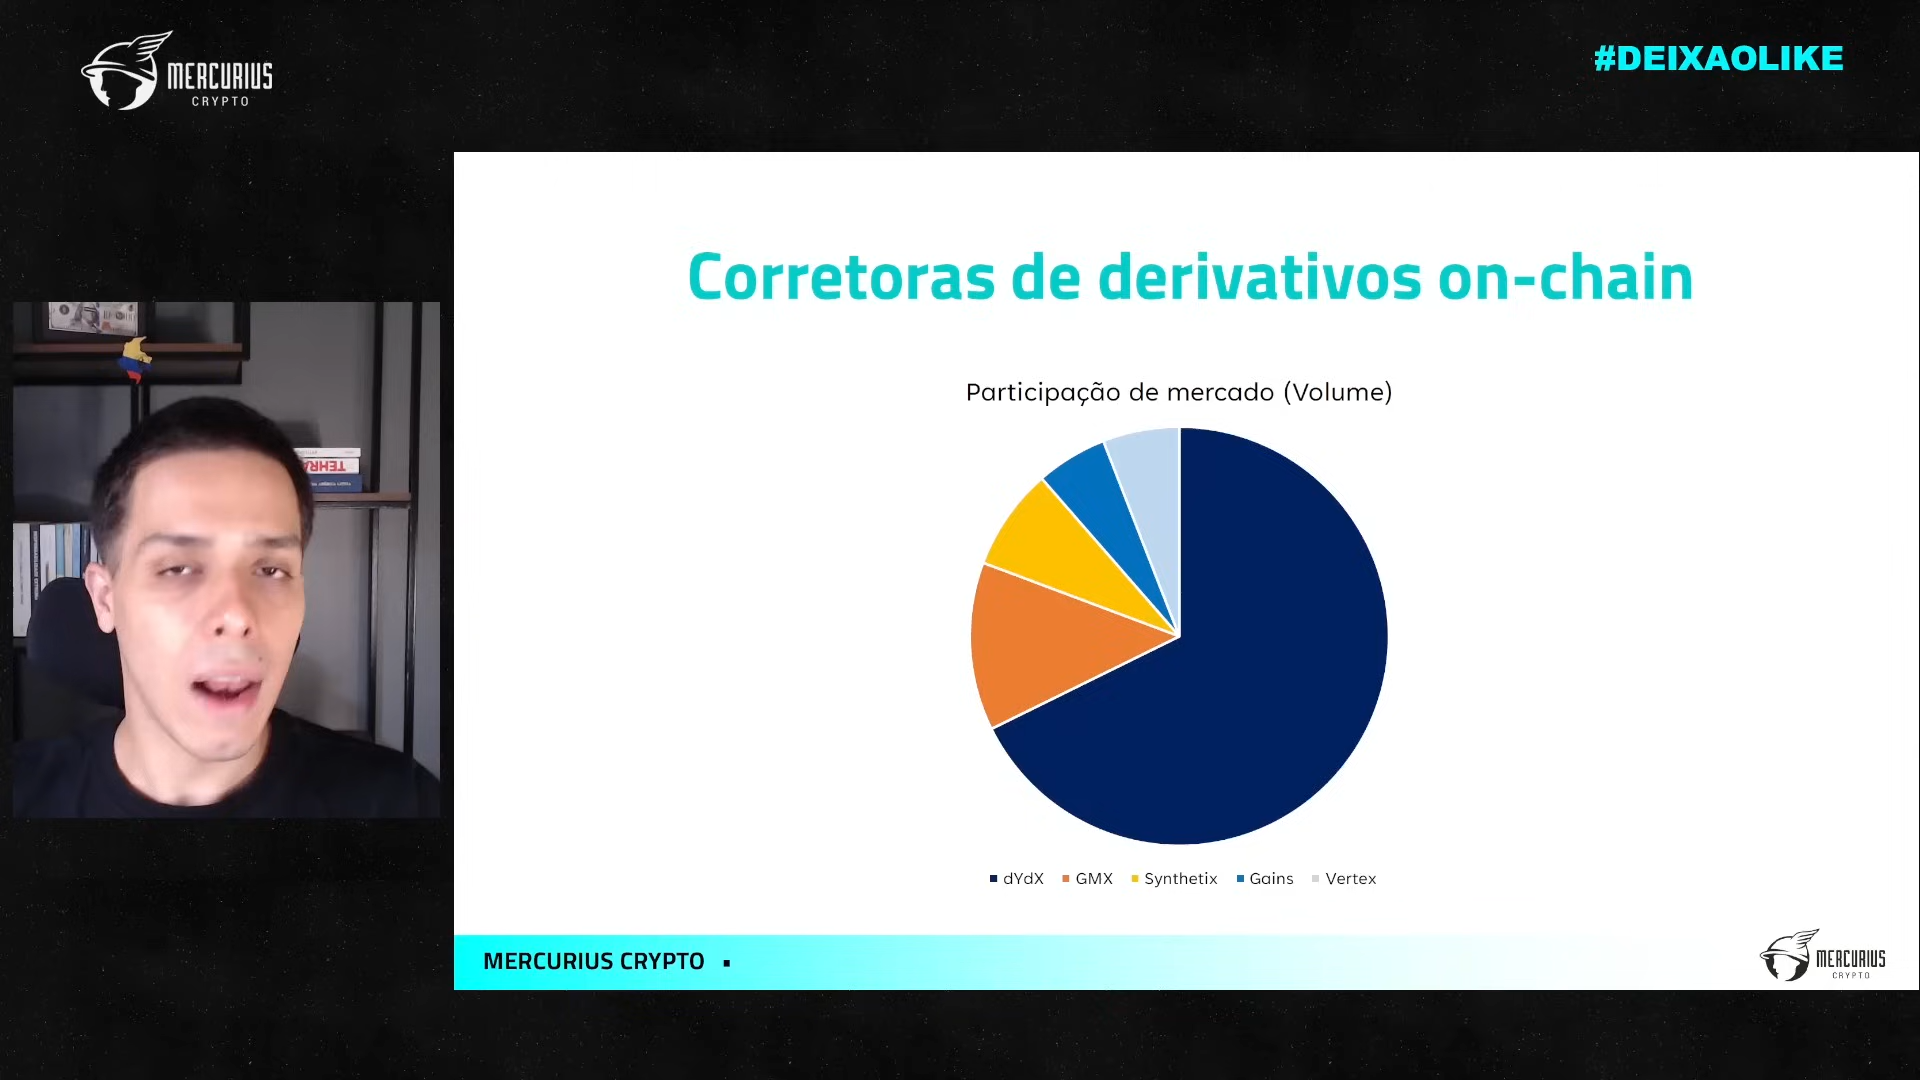 MERCURIUS
CRYPTO
#DEIXAOLIKE
Corretoras de derivativos on-chain
Participação de mercado (Volume)
dYdX GMX Synthetix Gains Vertex
MERCURIUS CRYPTO
MERCURIUS
CRYPTO